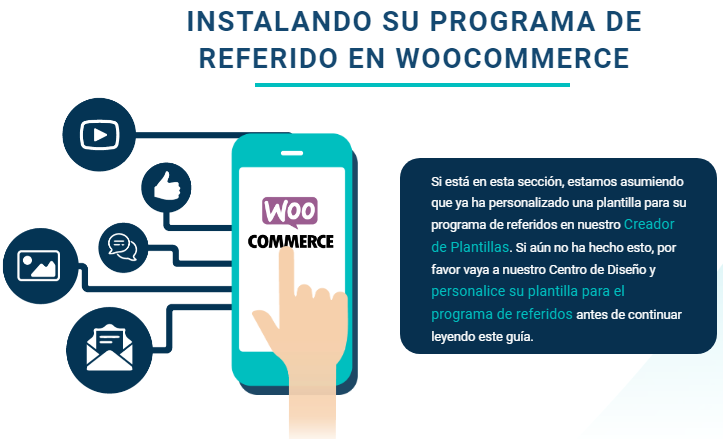 INSTALANDO SU PROGRAMA DE
REFERIDO EN WOOCOMMERCE
WOO
COMMERCE
Si está en esta sección, estamos asumiendo
que ya ha personalizado una plantilla para su
programa de referidos en nuestro Creador
de Plantillas. Si aún no ha hecho esto, por
favor vaya a nuestro Centro de Diseño y
personalice su plantilla para el
programa de referidos antes de continuar
leyendo este guía.